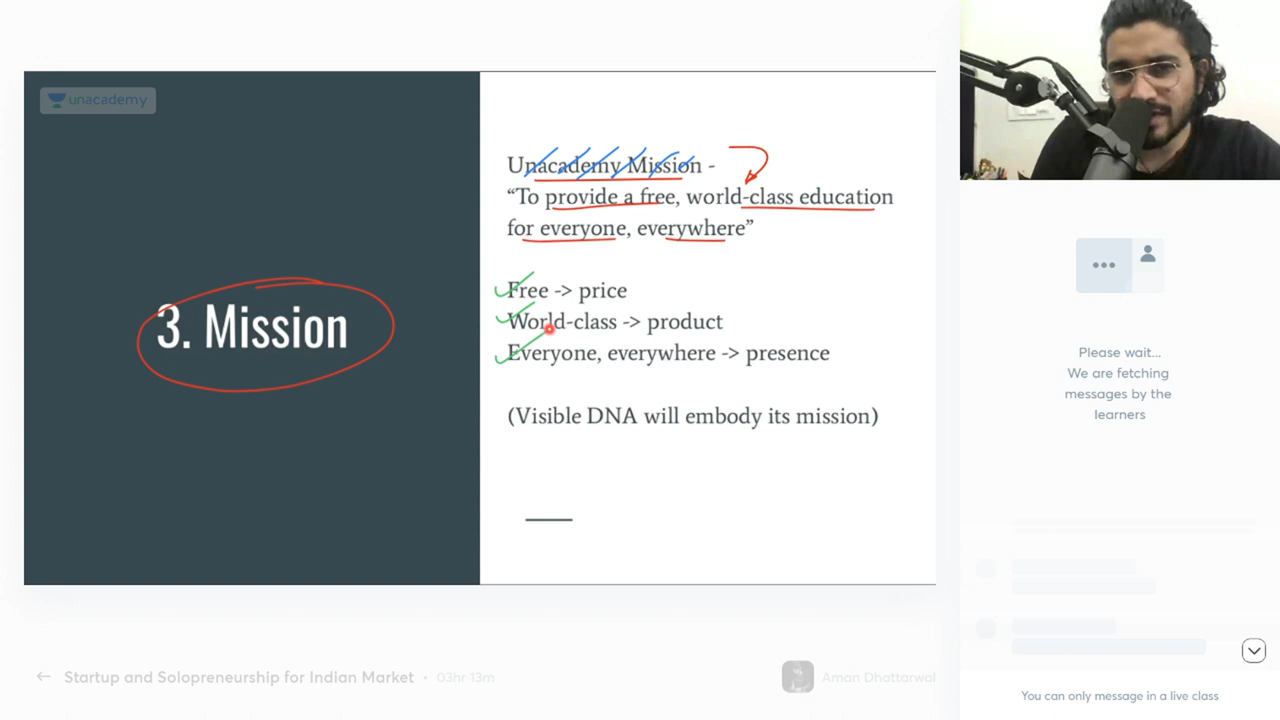 unacademy
Unacademy Mission -
“To provide a free, world-class education
for everyone, everywhere”
3. Mission
Free -> price
World-class -> product
Everyone, everywhere -> presence
(Visible DNA will embody its mission)
Please wait...
We are fetching
messages by the
learners
Startup and Solopreneurship for Indian Market • 03hr 13m
Aman Dhattarwal
You can only message in a live class